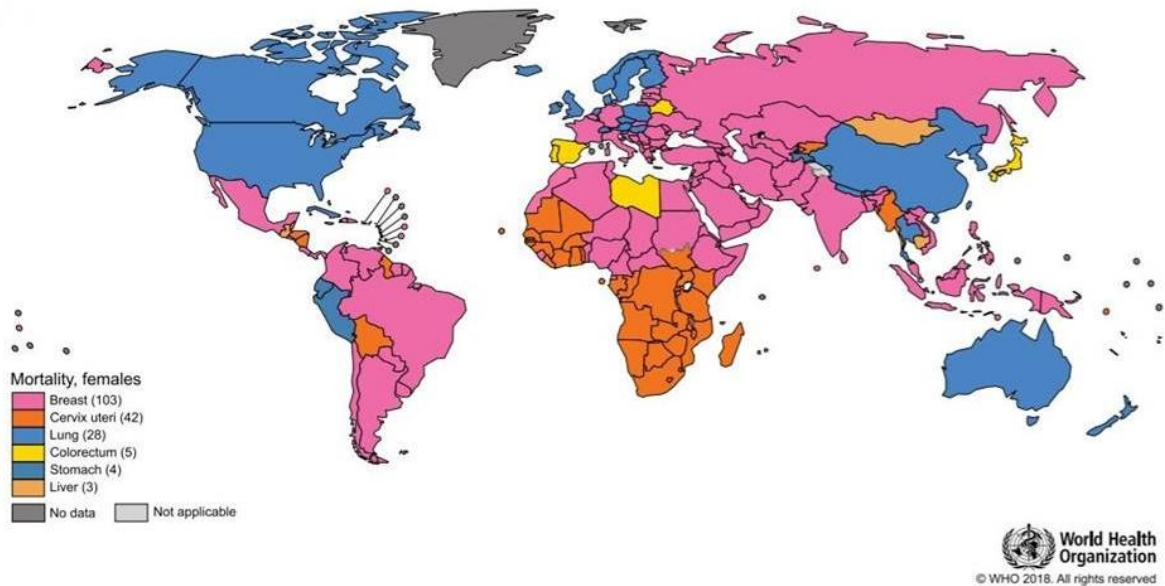 Mortality, females
Breast (103)
Cervix uteri (42)
Lung (28)
Colorectum (5)
Stomach (4)
Liver (3)
No data
Not applicable
World Health
Organization
© WHO 2018. All rights reserved